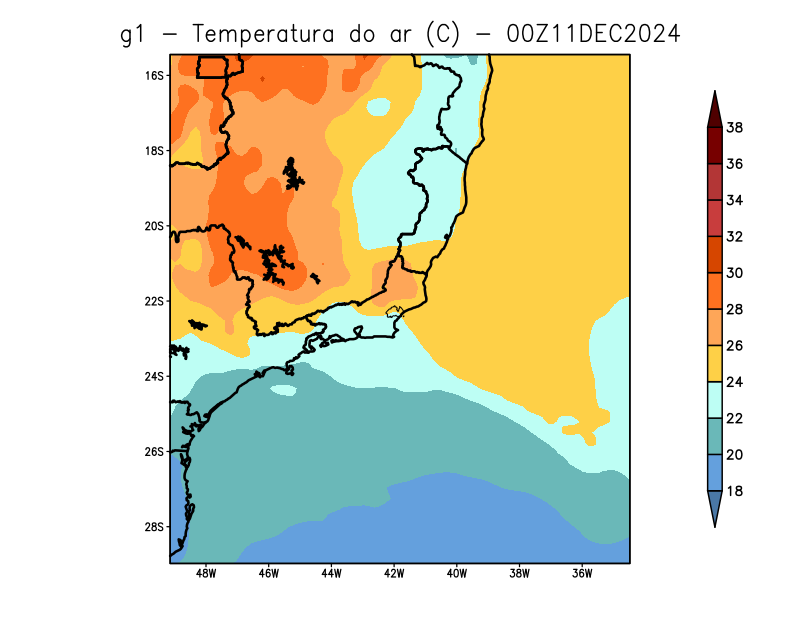 g1 – Temperatura do ar (C) – 00Z11DEC2024
16S
18S
20S
22S
24S
26S
28S
48W 46W 44W 42W 40W 38W 36W
38
36
34
32
30
28
26
24
22
20
18